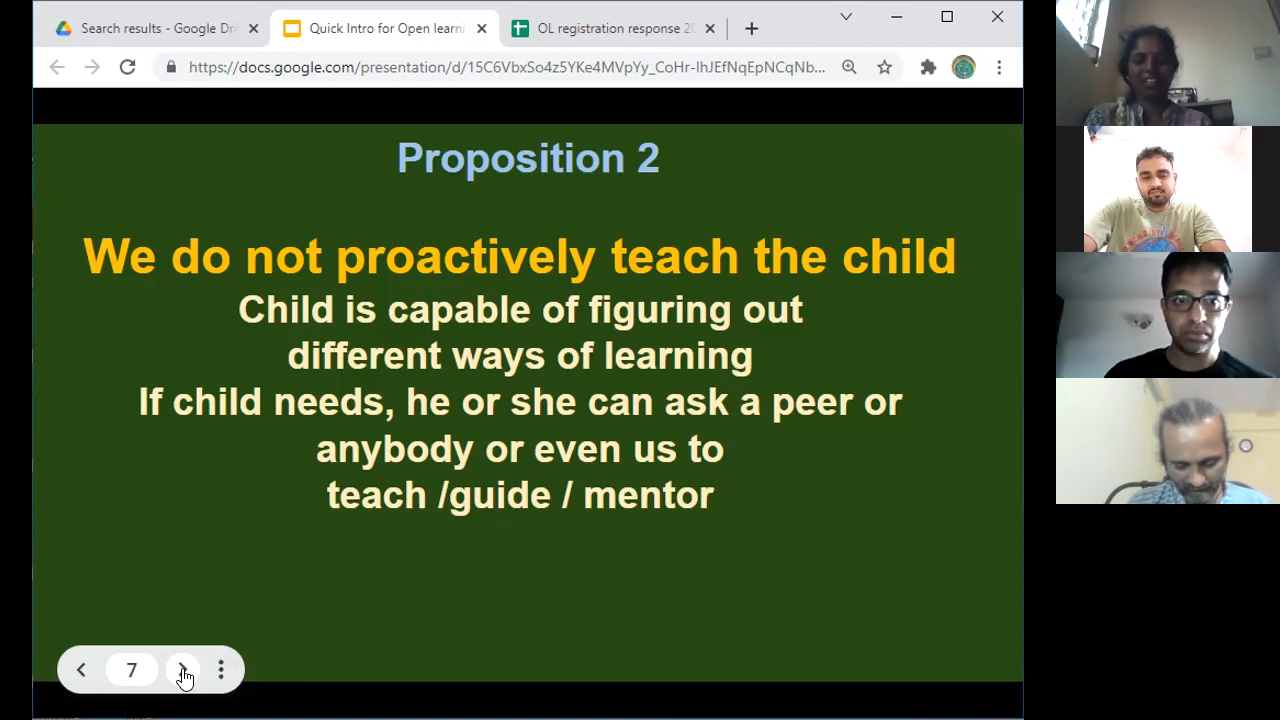 Search results - Google Dri
Quick Intro for Open learni
OL registration response 20
https://docs.google.com/presentation/d/15C6VbxSo4z5YKe4MVpYy_CoHr-IhJEfNqEpNCqNb...
Proposition 2
We do not proactively teach the child
Child is capable of figuring out
different ways of learning
If child needs, he or she can ask a peer or
anybody or even us to
teach /guide / mentor
7